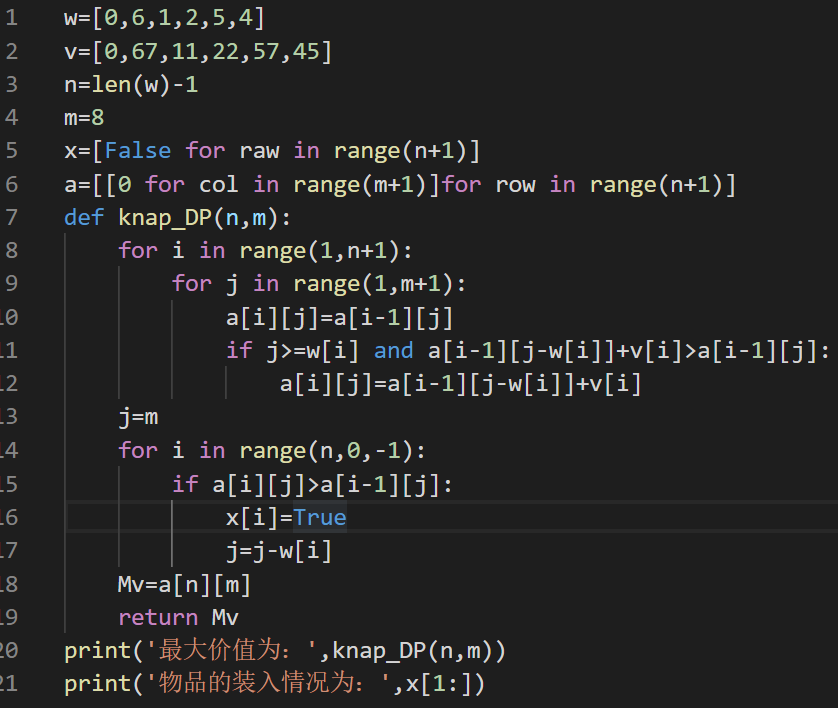 1 w=[0,6,1,2,5,4]
2 v=[0,67,11,22,57,45]
3 n=len(w)-1
4 m=8
5 x=[False for raw in range(n+1)]
6 a=[[0 for col in range(m+1)]for row in range(n+1)]
7 def knap_DP(n,m):
8     for i in range(1,n+1):
9         for j in range(1,m+1):
10             a[i][j]=a[i-1][j]
11             if j>=w[i] and a[i-1][j-w[i]]+v[i]>a[i-1][j]:
12                 a[i][j]=a[i-1][j-w[i]]+v[i]
13     j=m
14     for i in range(n,0,-1):
15         if a[i][j]>a[i-1][j]:
16             x[i]=True
17             j=j-w[i]
18     Mv=a[n][m]
19     return Mv
20 print('最大价值为：',knap_DP(n,m))
21 print('物品的装入情况为：',x[1:])